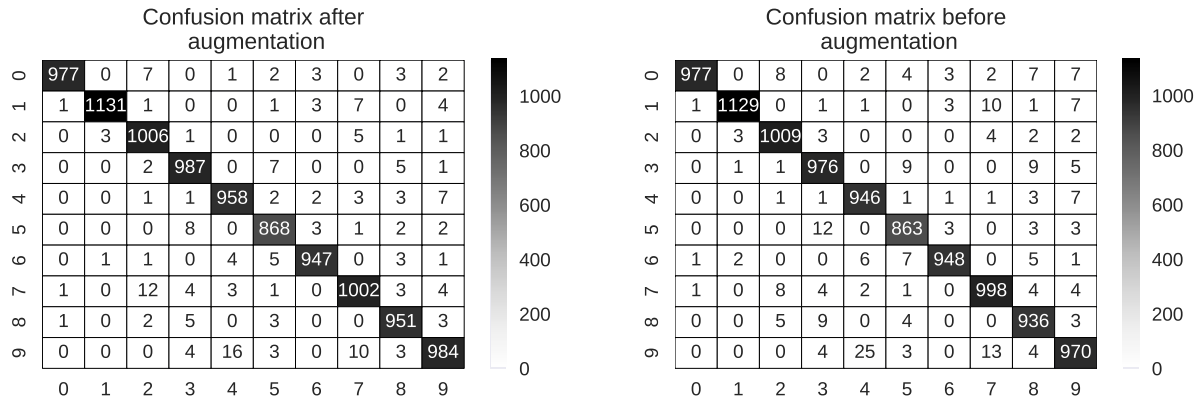 Confusion matrix after
augmentation
0 977 0 7 0 1 2 3 0 3 2
1 1 1131 1 0 0 1 3 7 0 4
2 0 3 1006 1 0 0 0 5 1 1
3 0 0 2 987 0 7 0 0 5 1
4 0 0 1 1 958 2 2 3 3 7
5 0 0 0 8 0 868 3 1 2 2
6 0 1 1 0 4 5 947 0 3 1
7 1 0 12 4 3 1 0 1002 3 4
8 1 0 2 5 0 3 0 0 951 3
9 0 0 0 4 16 3 0 10 3 984
0 1 2 3 4 5 6 7 8 9
1000
800
600
400
200
0
Confusion matrix before
augmentation
0 977 0 8 0 2 4 3 2 7 7
1 1 1129 0 1 1 0 3 10 1 7
2 0 3 1009 3 0 0 0 4 2 2
3 0 1 1 976 0 9 0 0 9 5
4 0 0 1 1 946 1 1 1 3 7
5 0 0 0 12 0 863 3 0 3 3
6 1 2 0 0 6 7 948 0 5 1
7 1 0 8 4 2 1 0 998 4 4
8 0 0 5 9 0 4 0 0 936 3
9 0 0 0 4 25 3 0 13 4 970
0 1 2 3 4 5 6 7 8 9
1000
800
600
400
200
0